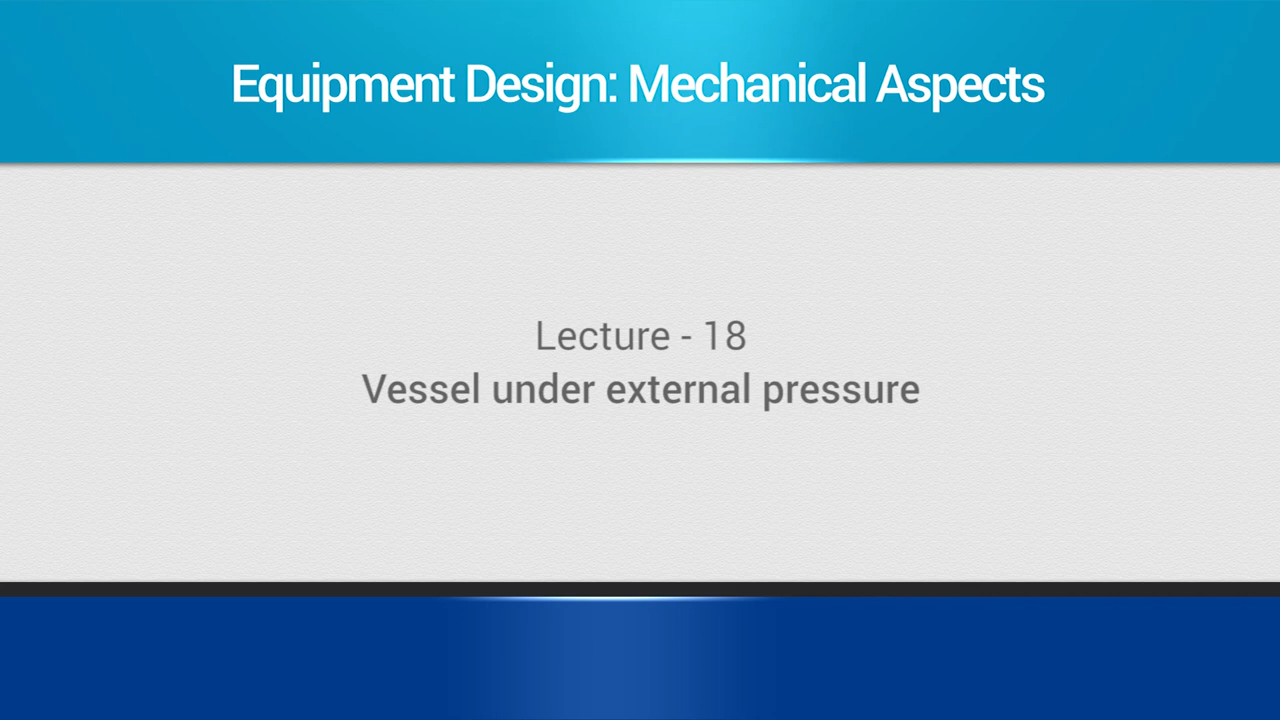 Equipment Design: Mechanical Aspects
Lecture - 18
Vessel under external pressure